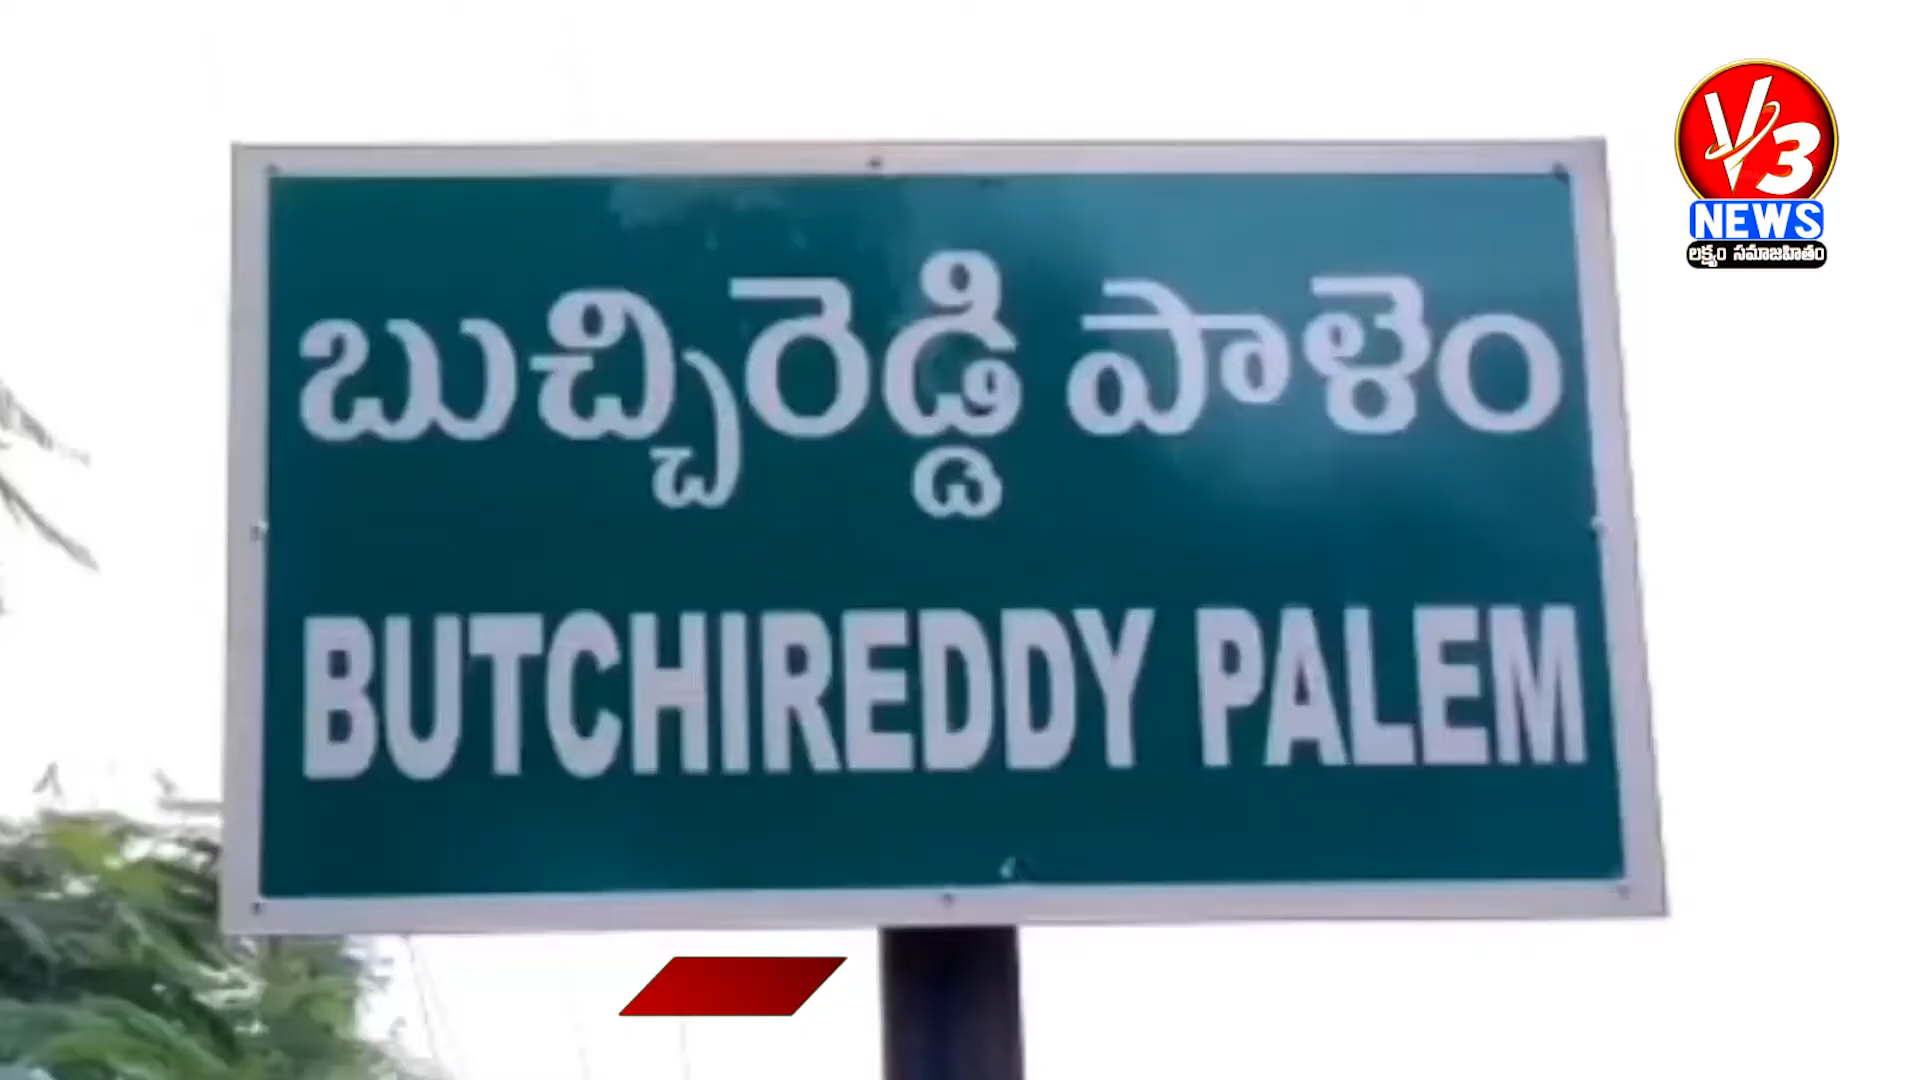 బుచ్చిరెడ్డి పాళెం
BUTCHIREDDY PALEM
V3
NEWS
లక్ష్యం సమాజహితం